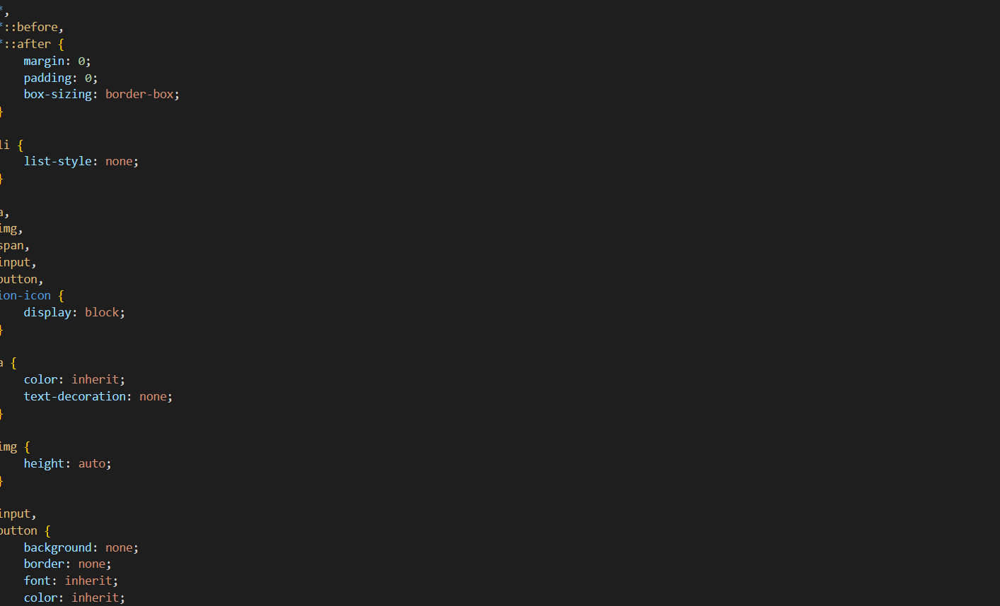 *,
*::before,
*::after {
    margin: 0;
    padding: 0;
    box-sizing: border-box;
}
li {
    list-style: none;
}
a,
img,
span,
input,
button,
ion-icon {
    display: block;
}
a {
    color: inherit;
    text-decoration: none;
}
img {
    height: auto;
}
input,
button {
    background: none;
    border: none;
    font: inherit;
    color: inherit;